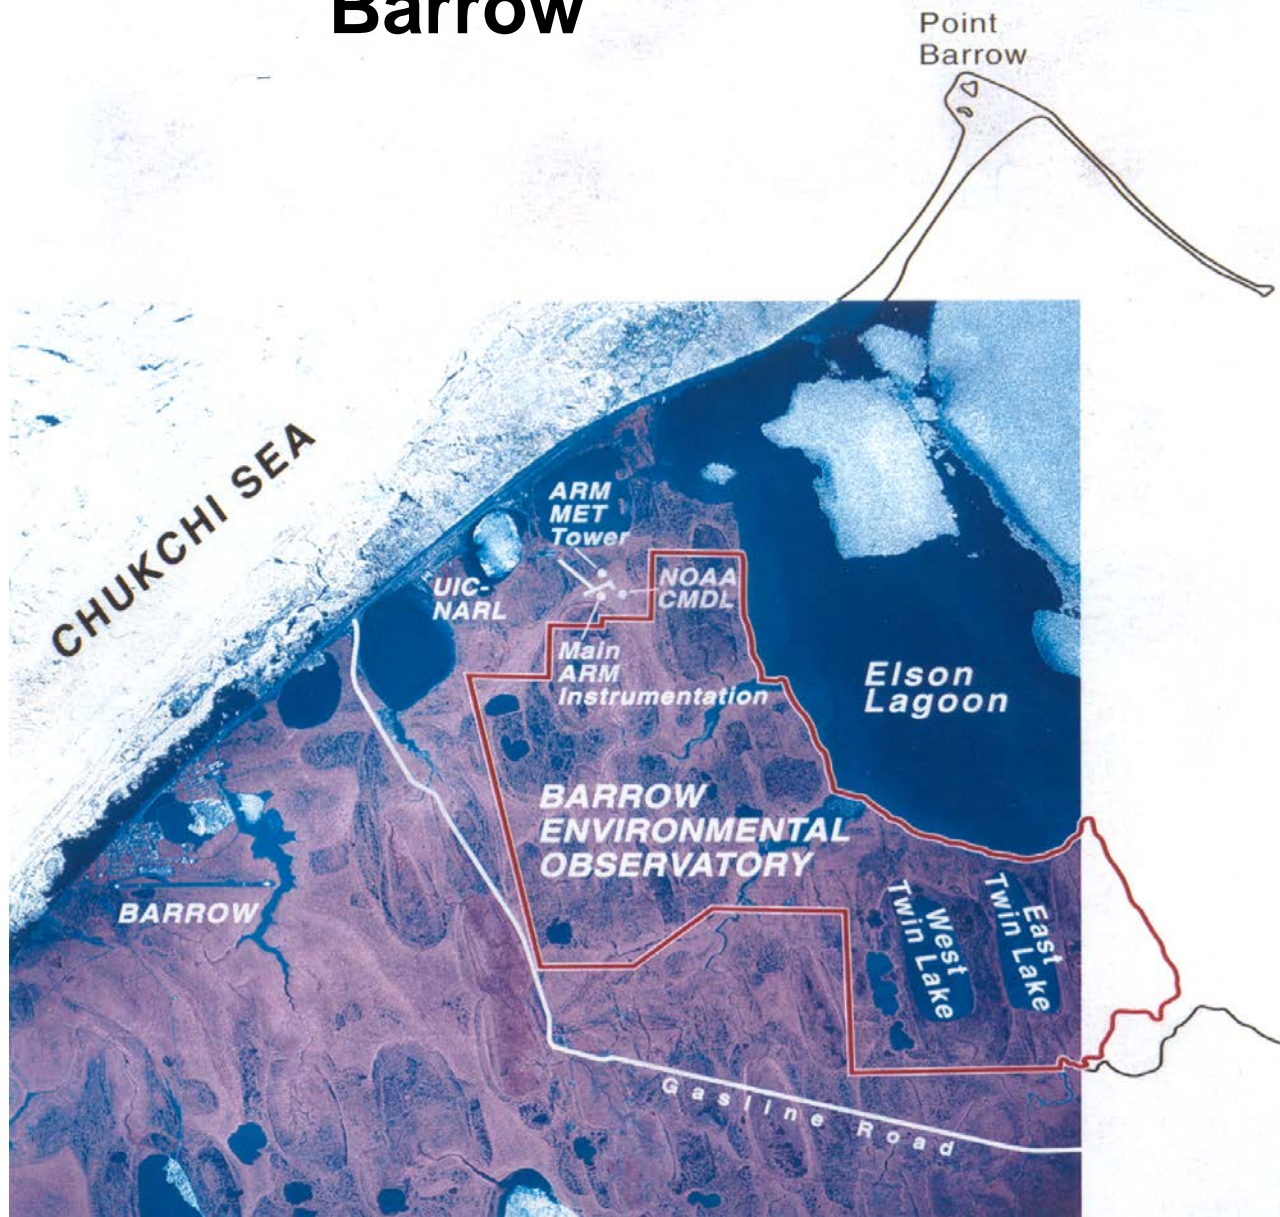 Barrow
Point
Barrow
CHUKCHI SEA
ARM
MET
Tower
UIC-
NARL
NOAA
CMDL
Main
ARM
Instrumentation
Elson
Lagoon
BARROW
ENVIRONMENTAL
OBSERVATORY
BARROW
West
Twin Lake
East
Twin Lake
Gasline Road